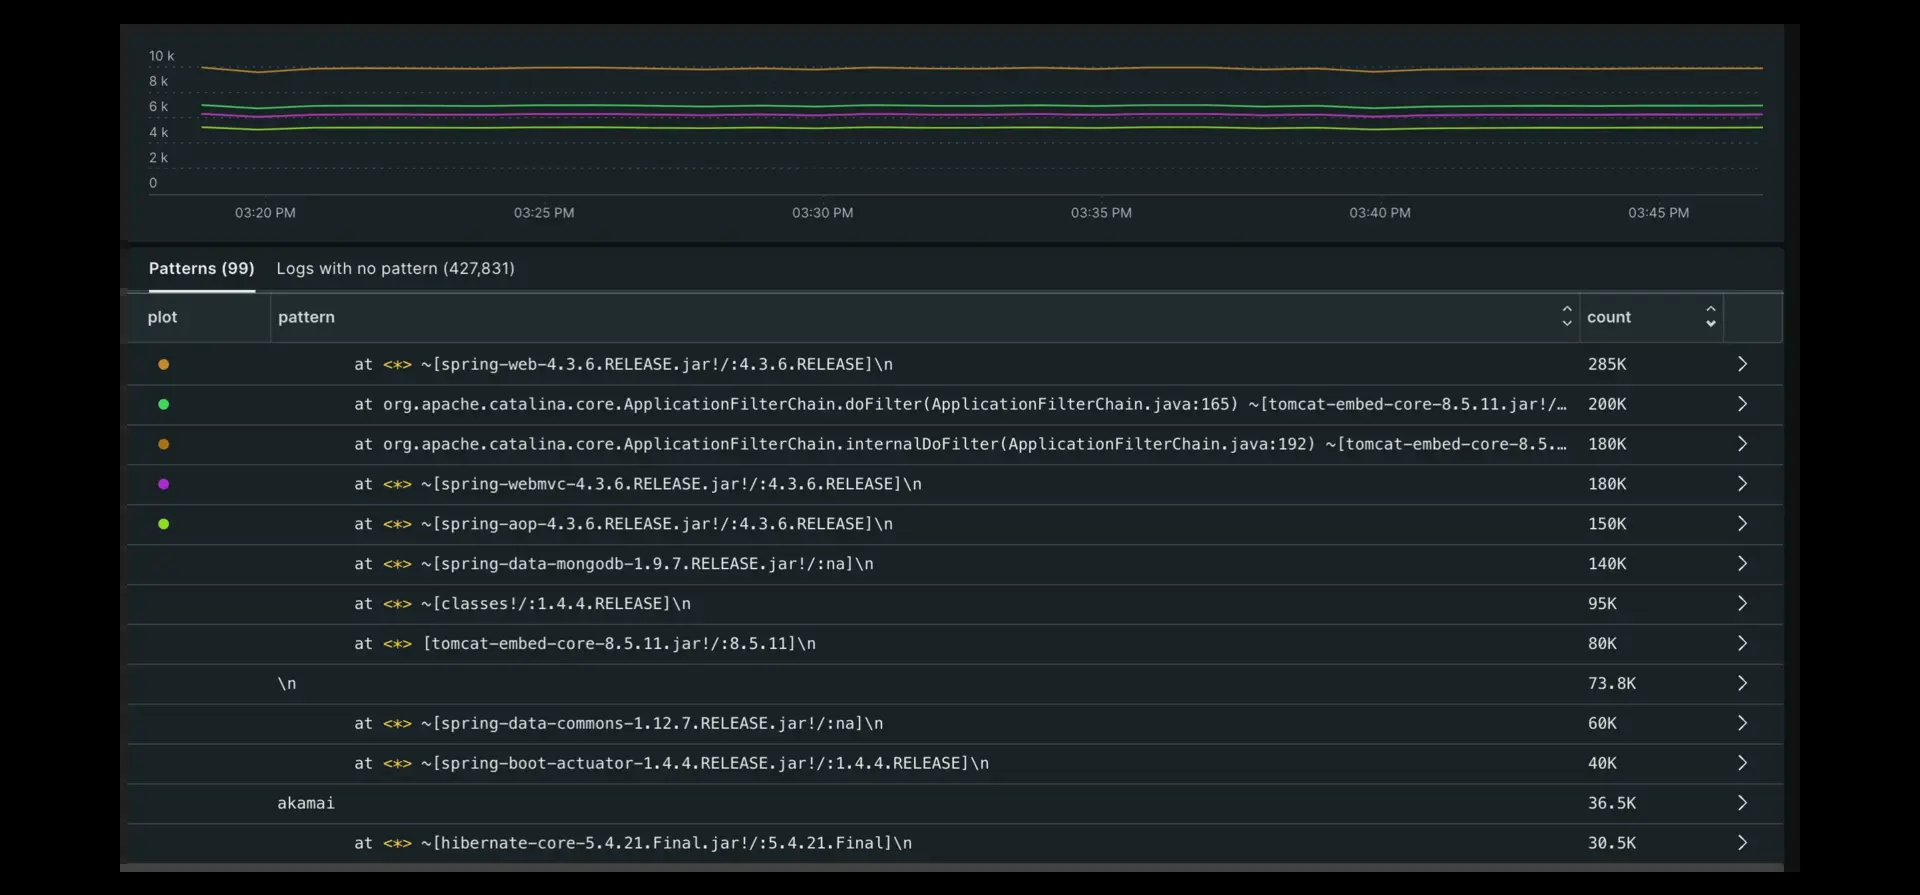 10 k
8 k
6 k
4 k
2 k
0
03:20 PM 03:25 PM 03:30 PM 03:35 PM 03:40 PM 03:45 PM
Patterns (99) Logs with no pattern (427,831)
plot pattern count
at <*> ~[spring-web-4.3.6.RELEASE.jar!/:4.3.6.RELEASE]\n 285K
at org.apache.catalina.core.ApplicationFilterChain.doFilter(ApplicationFilterChain.java:165) ~[tomcat-embed-core-8.5.11.jar!/… 200K
at org.apache.catalina.core.ApplicationFilterChain.internalDoFilter(ApplicationFilterChain.java:192) ~[tomcat-embed-core-8.5.… 180K
at <*> ~[spring-webmvc-4.3.6.RELEASE.jar!/:4.3.6.RELEASE]\n 180K
at <*> ~[spring-aop-4.3.6.RELEASE.jar!/:4.3.6.RELEASE]\n 150K
at <*> ~[spring-data-mongodb-1.9.7.RELEASE.jar!/:na]\n 140K
at <*> ~[classes!/:1.4.4.RELEASE]\n 95K
at <*> [tomcat-embed-core-8.5.11.jar!/:8.5.11]\n 80K
\n 73.8K
at <*> ~[spring-data-commons-1.12.7.RELEASE.jar!/:na]\n 60K
at <*> ~[spring-boot-actuator-1.4.4.RELEASE.jar!/:1.4.4.RELEASE]\n 40K
akamai 36.5K
at <*> ~[hibernate-core-5.4.21.Final.jar!/:5.4.21.Final]\n 30.5K